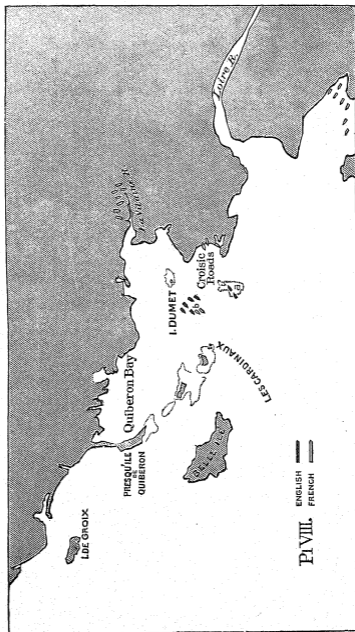 Loire R.
Croisic
Roads
I. DUMET
a
b
Quiberon Bay
LES CARDINAUX
PRESQU'ILE
DE
QUIBERON
BELLE ILE
I.DE GROIX
Pl VIII.
ENGLISH
FRENCH